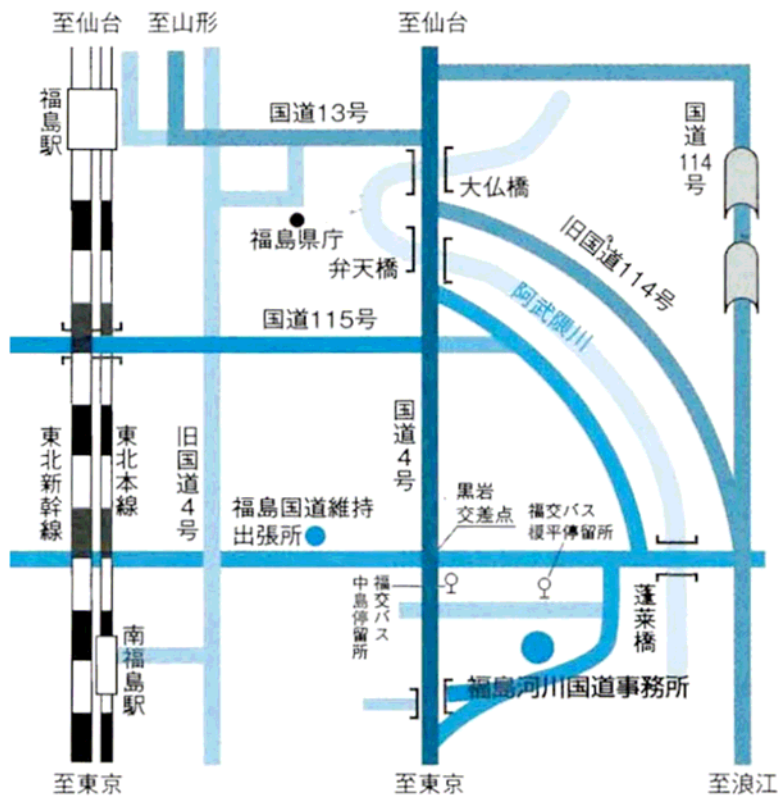 至仙台
至山形
至仙台
福島駅
国道13号
国道114号
大仏橋
福島県庁
弁天橋
旧国道114号
阿武隈川
国道115号
国道4号
東北新幹線
東北本線
旧国道4号
福島国道維持
出張所
黒岩
交差点
福交バス
榎平停留所
福交バス
中島停留所
蓬莱橋
南福島駅
福島河川国道事務所
至東京
至東京
至浪江